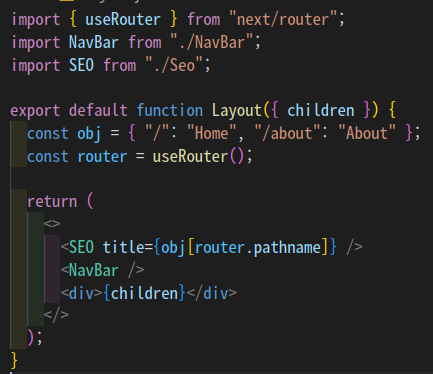 import { useRouter } from "next/router";
import NavBar from "./NavBar";
import SEO from "./Seo";
export default function Layout({ children }) {
const obj = { "/": "Home", "/about": "About" };
const router = useRouter();
return (
<>
<SEO title={obj[router.pathname]} />
<NavBar />
<div>{children}</div>
</>
);
}